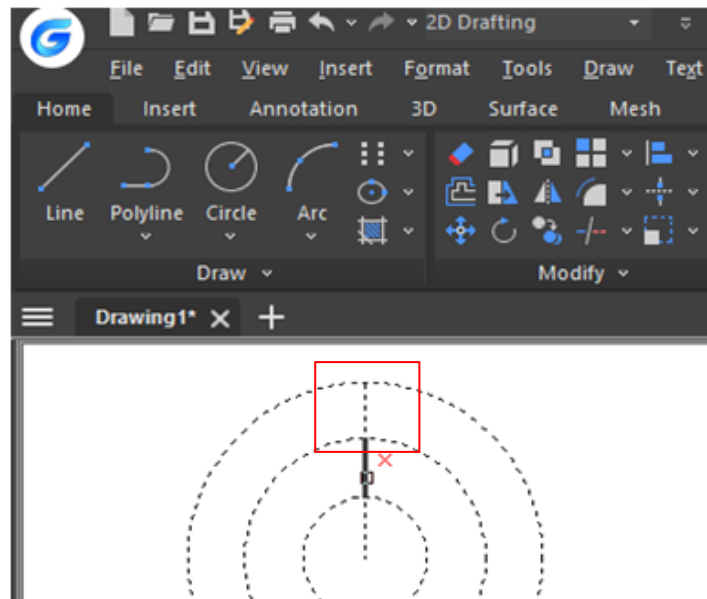 2D Drafting
File Edit View Insert Format Tools Draw Text
Home Insert Annotation 3D Surface Mesh
Line Polyline Circle Arc
Draw Modify
Drawing1*